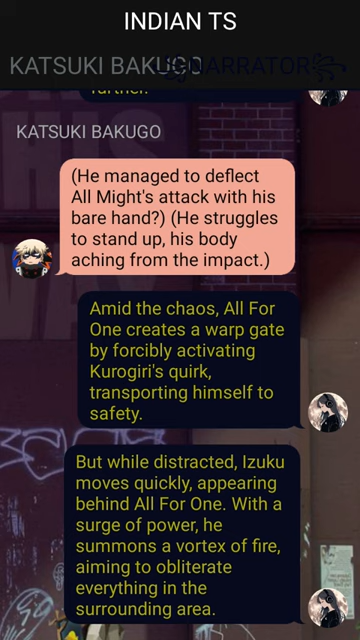 INDIAN TS
KATSUKI BAKUGO
NARRATOR
further.
KATSUKI BAKUGO
(He managed to deflect
All Might's attack with his
bare hand?) (He struggles
to stand up, his body
aching from the impact.)
Amid the chaos, All For
One creates a warp gate
by forcibly activating
Kurogiri's quirk,
transporting himself to
safety.
But while distracted, Izuku
moves quickly, appearing
behind All For One. With a
surge of power, he
summons a vortex of fire,
aiming to obliterate
everything in the
surrounding area.